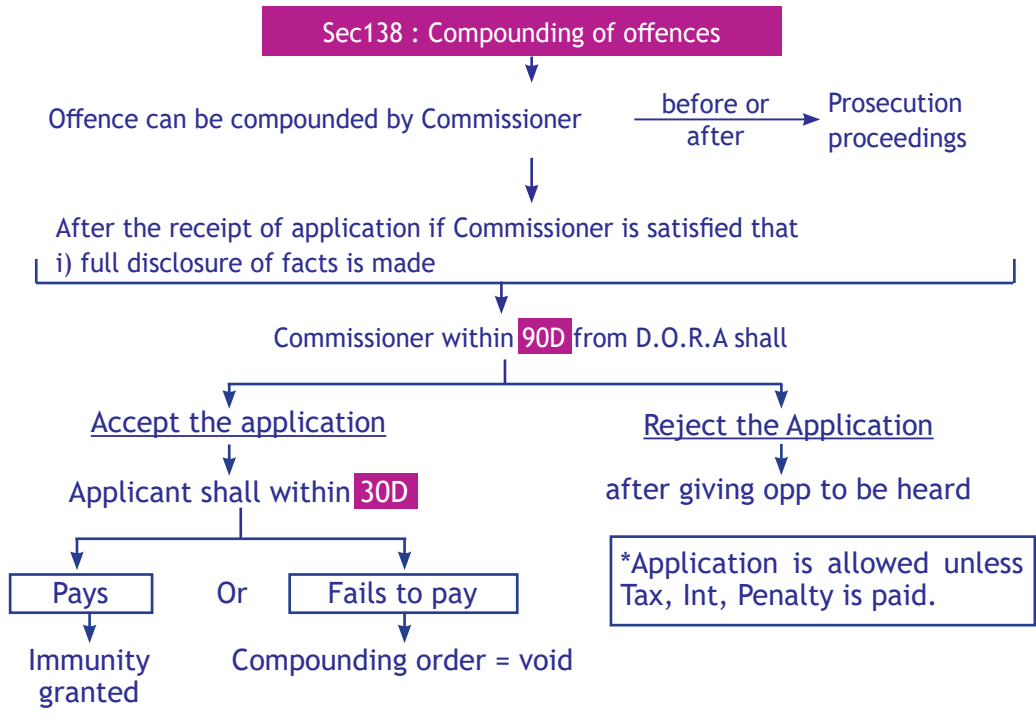 Sec138 : Compounding of offences
Offence can be compounded by Commissioner
before or
after
Prosecution
proceedings
After the receipt of application if Commissioner is satisfied that
i) full disclosure of facts is made
Commissioner within 90D from D.O.R.A shall
Accept the application
Reject the Application
Applicant shall within 30D
after giving opp to be heard
*Application is allowed unless
Tax, Int, Penalty is paid.
Pays
Or
Fails to pay
Immunity
granted
Compounding order = void